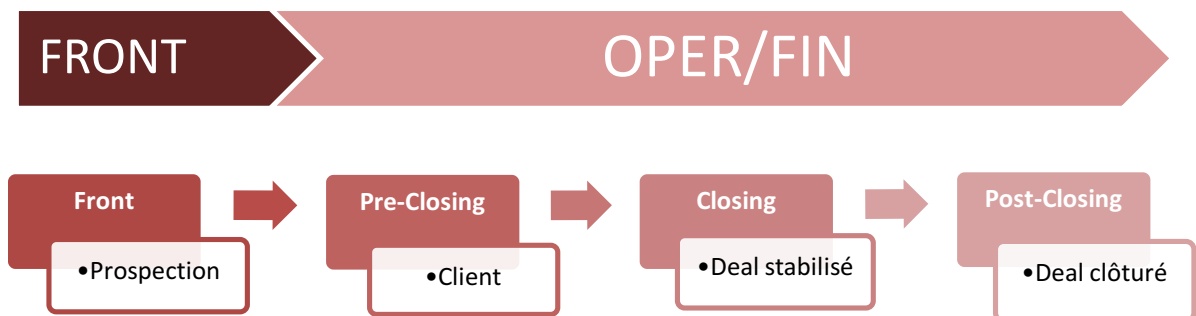 FRONT
OPER/FIN
Front
•Prospection
Pre-Closing
•Client
Closing
•Deal stabilisé
Post-Closing
•Deal clôturé